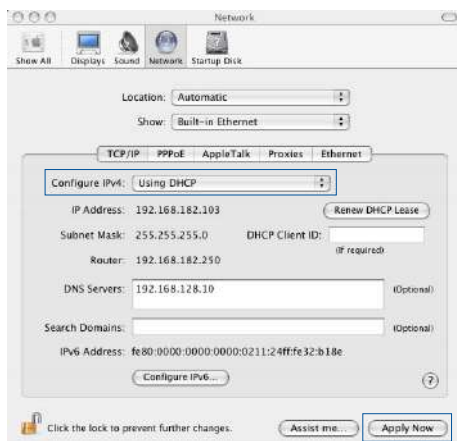 Network
Show All Displays Sound Network Startup Disk
Location: Automatic
Show: Built-in Ethernet
TCP/IP PPPoE AppleTalk Proxies Ethernet
Configure IPv4: Using DHCP
IP Address: 192.168.182.103 Renew DHCP Lease
Subnet Mask: 255.255.255.0 DHCP Client ID:
(If required)
Router: 192.168.182.250
DNS Servers: 192.168.128.10 (Optional)
Search Domains: (Optional)
IPv6 Address: fe80:0000:0000:0000:0211:24ff:fe32:b18e
Configure IPv6... ?
Click the lock to prevent further changes. Assist me... Apply Now